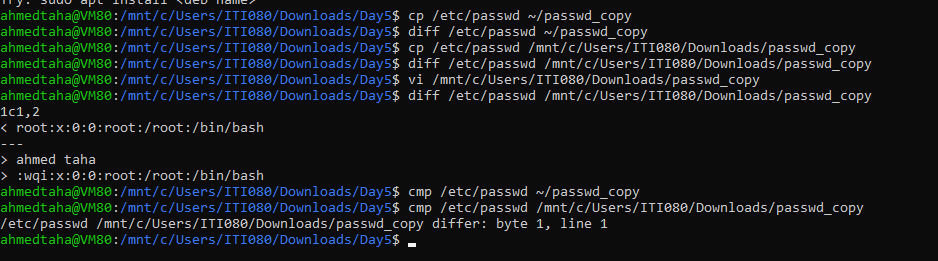 Try: sudo apt install <deb name>
ahmedtaha@VM80:/mnt/c/Users/ITI080/Downloads/Day5$ cp /etc/passwd ~/passwd_copy
ahmedtaha@VM80:/mnt/c/Users/ITI080/Downloads/Day5$ diff /etc/passwd ~/passwd_copy
ahmedtaha@VM80:/mnt/c/Users/ITI080/Downloads/Day5$ cp /etc/passwd /mnt/c/Users/ITI080/Downloads/passwd_copy
ahmedtaha@VM80:/mnt/c/Users/ITI080/Downloads/Day5$ diff /etc/passwd /mnt/c/Users/ITI080/Downloads/passwd_copy
ahmedtaha@VM80:/mnt/c/Users/ITI080/Downloads/Day5$ vi /mnt/c/Users/ITI080/Downloads/passwd_copy
ahmedtaha@VM80:/mnt/c/Users/ITI080/Downloads/Day5$ diff /etc/passwd /mnt/c/Users/ITI080/Downloads/passwd_copy
1c1,2
< root:x:0:0:root:/root:/bin/bash
---
> ahmed taha
> :wqi:x:0:0:root:/root:/bin/bash
ahmedtaha@VM80:/mnt/c/Users/ITI080/Downloads/Day5$ cmp /etc/passwd ~/passwd_copy
ahmedtaha@VM80:/mnt/c/Users/ITI080/Downloads/Day5$ cmp /etc/passwd /mnt/c/Users/ITI080/Downloads/passwd_copy
/etc/passwd /mnt/c/Users/ITI080/Downloads/passwd_copy differ: byte 1, line 1
ahmedtaha@VM80:/mnt/c/Users/ITI080/Downloads/Day5$